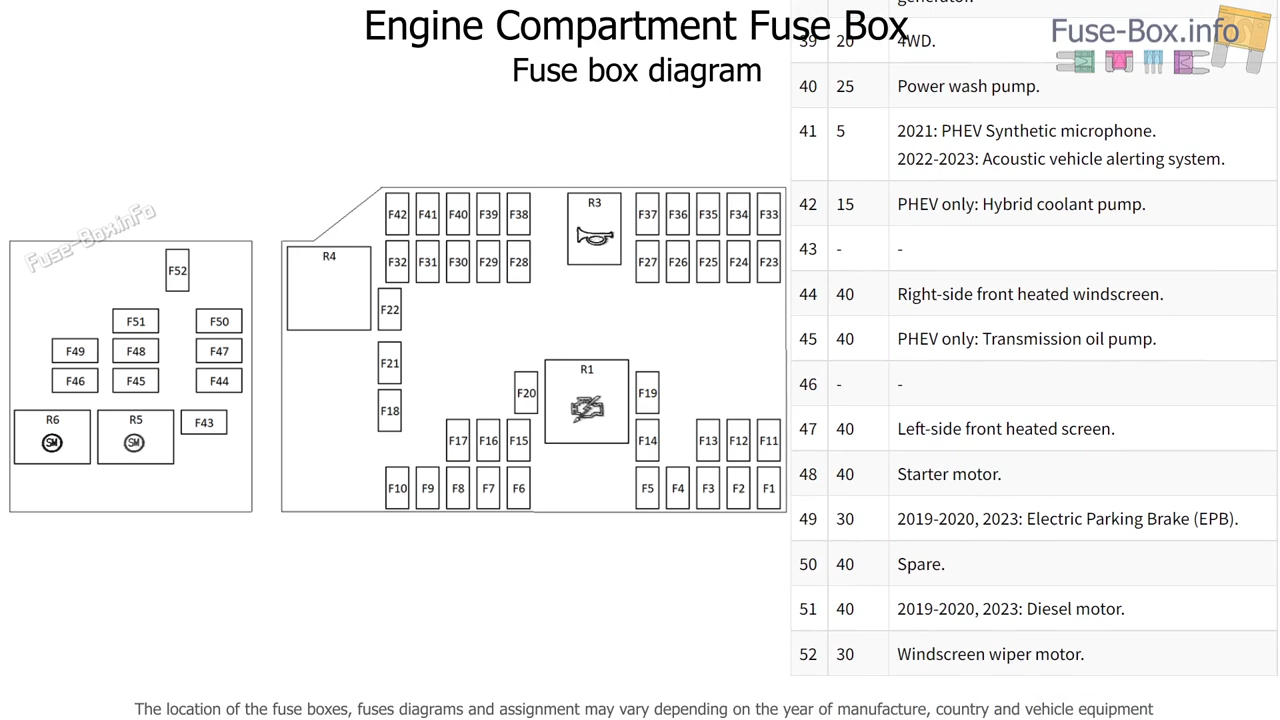 generator.
Engine Compartment Fuse Box
Fuse box diagram
Fuse-Box.info
39 20 4WD.
40 25 Power wash pump.
41 5 2021: PHEV Synthetic microphone.
2022-2023: Acoustic vehicle alerting system.
42 15 PHEV only: Hybrid coolant pump.
43 - -
44 40 Right-side front heated windscreen.
45 40 PHEV only: Transmission oil pump.
46 - -
47 40 Left-side front heated screen.
48 40 Starter motor.
49 30 2019-2020, 2023: Electric Parking Brake (EPB).
50 40 Spare.
51 40 2019-2020, 2023: Diesel motor.
52 30 Windscreen wiper motor.
Fuse-Box.info
F52
F51 F50
F49 F48 F47
F46 F45 F44
R6 R5 F43
SM SM
F42 F41 F40 F39 F38 R3 F37 F36 F35 F34 F33
R4 F32 F31 F30 F29 F28 F27 F26 F25 F24 F23
F22
F21 R1
F20 F19
F18
F17 F16 F15 F14 F13 F12 F11
F10 F9 F8 F7 F6 F5 F4 F3 F2 F1
The location of the fuse boxes, fuses diagrams and assignment may vary depending on the year of manufacture, country and vehicle equipment